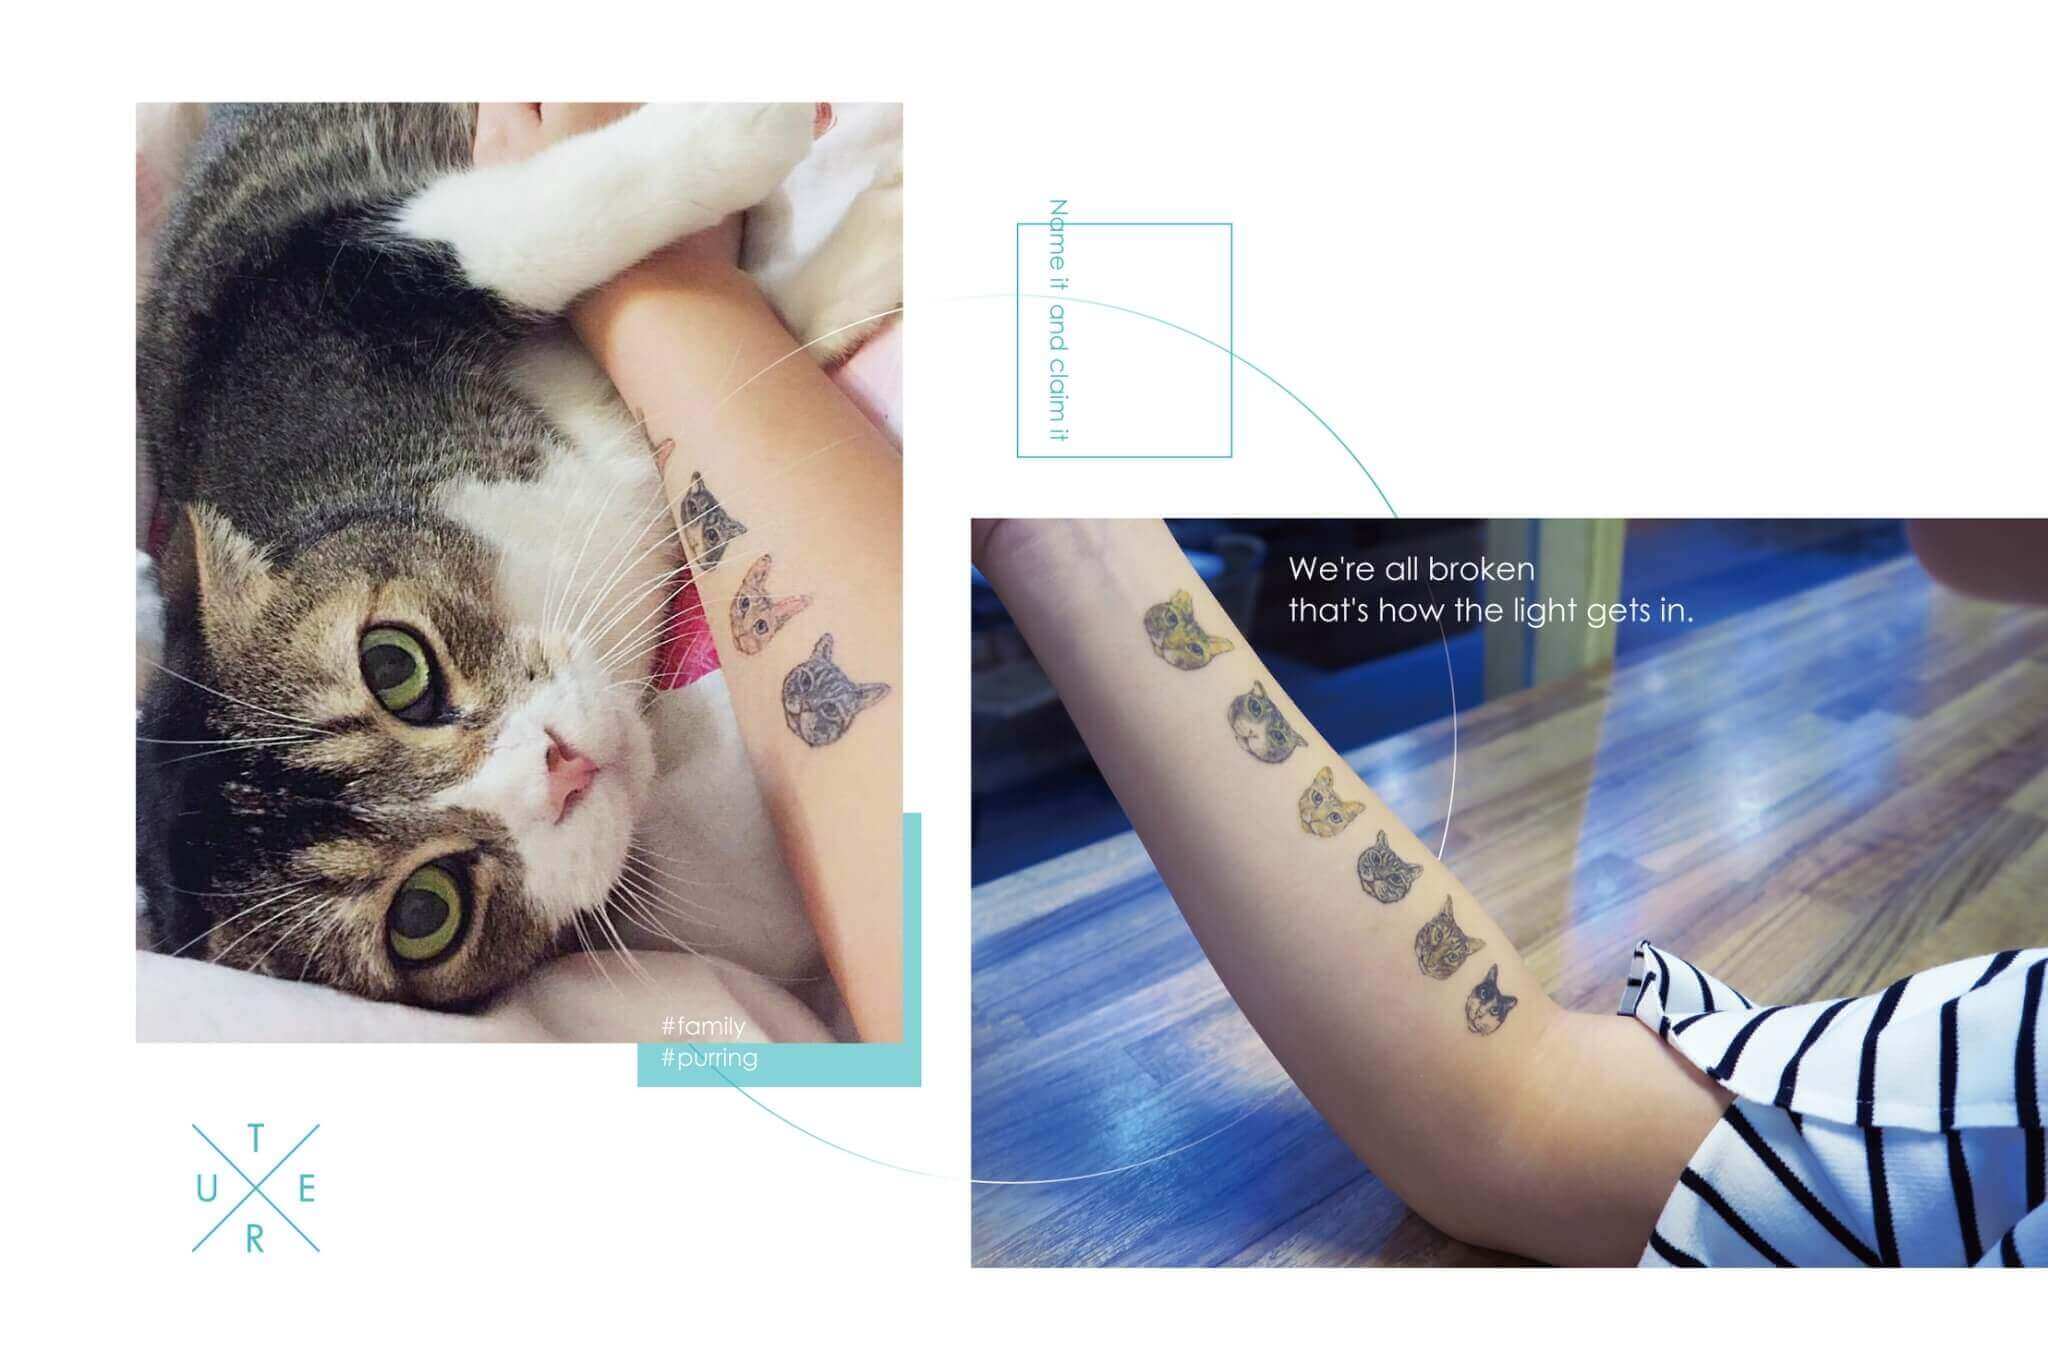 Name it and claim it
We're all broken
that's how the light gets in.
#family
#purring
T
U E
R